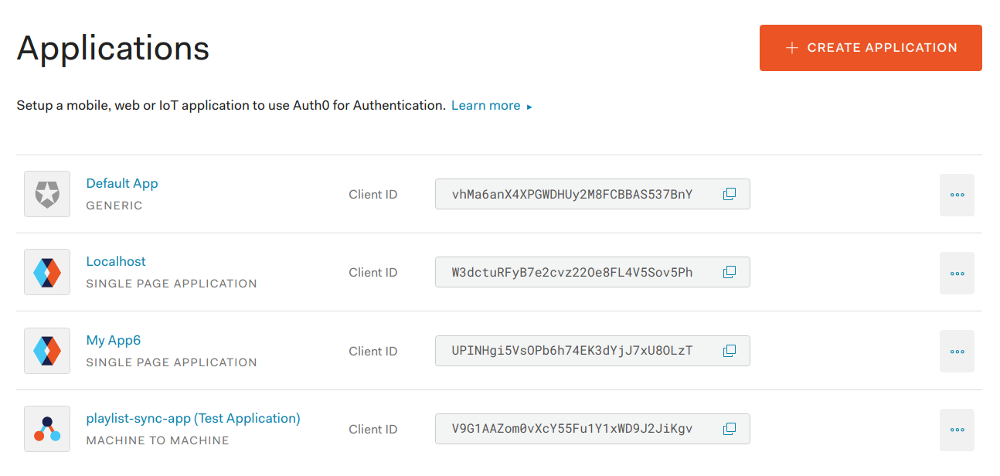 Applications
+ CREATE APPLICATION
Setup a mobile, web or IoT application to use Auth0 for Authentication. Learn more ▸
Default App
GENERIC
Client ID
vhMa6anX4XPGWDHUy2M8FCBBAS537BnY
Localhost
SINGLE PAGE APPLICATION
Client ID
W3dctuRFyB7e2cvz22Oe8FL4V5Sov5Ph
My App6
SINGLE PAGE APPLICATION
Client ID
UPINHgi5VsOPb6h74EK3dYjJ7xU8OLzT
playlist-sync-app (Test Application)
MACHINE TO MACHINE
Client ID
V9G1AAZom0vXcY55Fu1Y1xWD9J2JiKgv